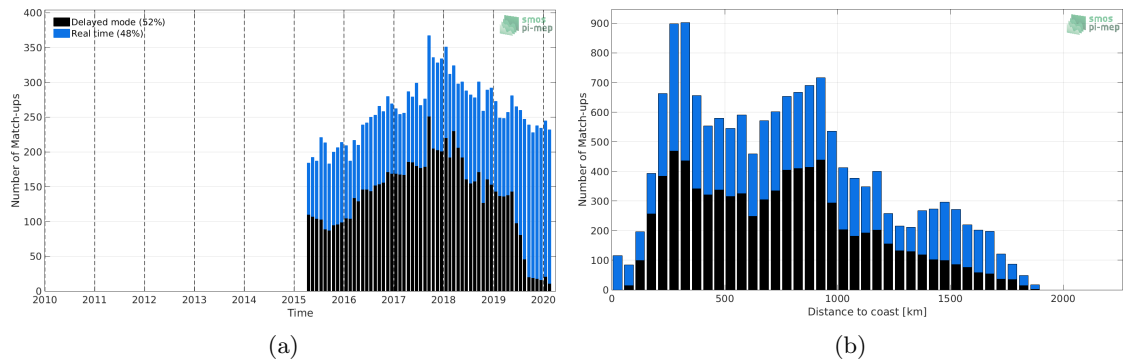 Delayed mode (52%)
Real time (48%)
smos
pi-mep
Number of Match-ups
400
350
300
250
200
150
100
50
0
2010 2011 2012 2013 2014 2015 2016 2017 2018 2019 2020
Time
(a)
smos
pi-mep
Number of Match-ups
900
800
700
600
500
400
300
200
100
0
0 500 1000 1500 2000
Distance to coast [km]
(b)